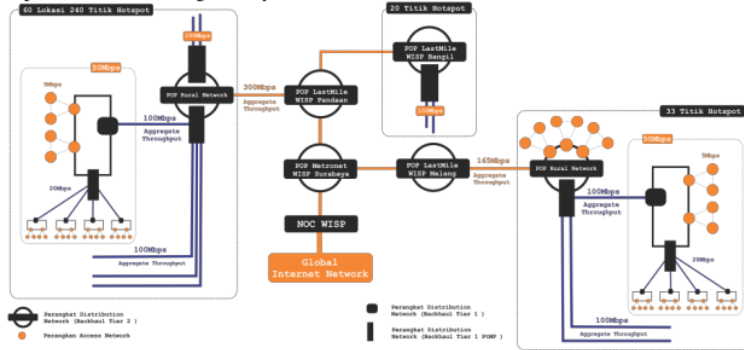 60 Lokasi 240 Titik Hotspot
100Mbps
50Mbps
5Mbps
POP Rural Network
100Mbps
Aggregate
Throughput
20Mbps
100Mbps
Aggregate Throughput
300Mbps
Aggregate
Throughput
POP LastMile
WISP Pandaan
20 Titik Hotspot
POP LastMile
WISP Bangil
100Mbps
POP Metronet
WISP Surabaya
POP LastMile
WISP Malang
165Mbps
Aggregate
Throughput
NOC WISP
Global
Internet Network
33 Titik Hotspot
POP Rural Network
50Mbps
5Mbps
100Mbps
Aggregate
Throughput
20Mbps
100Mbps
Aggregate Throughput
Perangkat Distribution
Network ( Backhaul Tier 2 )
Perangkan Access Network
Perangkat Distribution
Network ( Backhaul Tier 1 )
Perangkat Distribution
Network ( Backhaul Tier 1 PtMP )